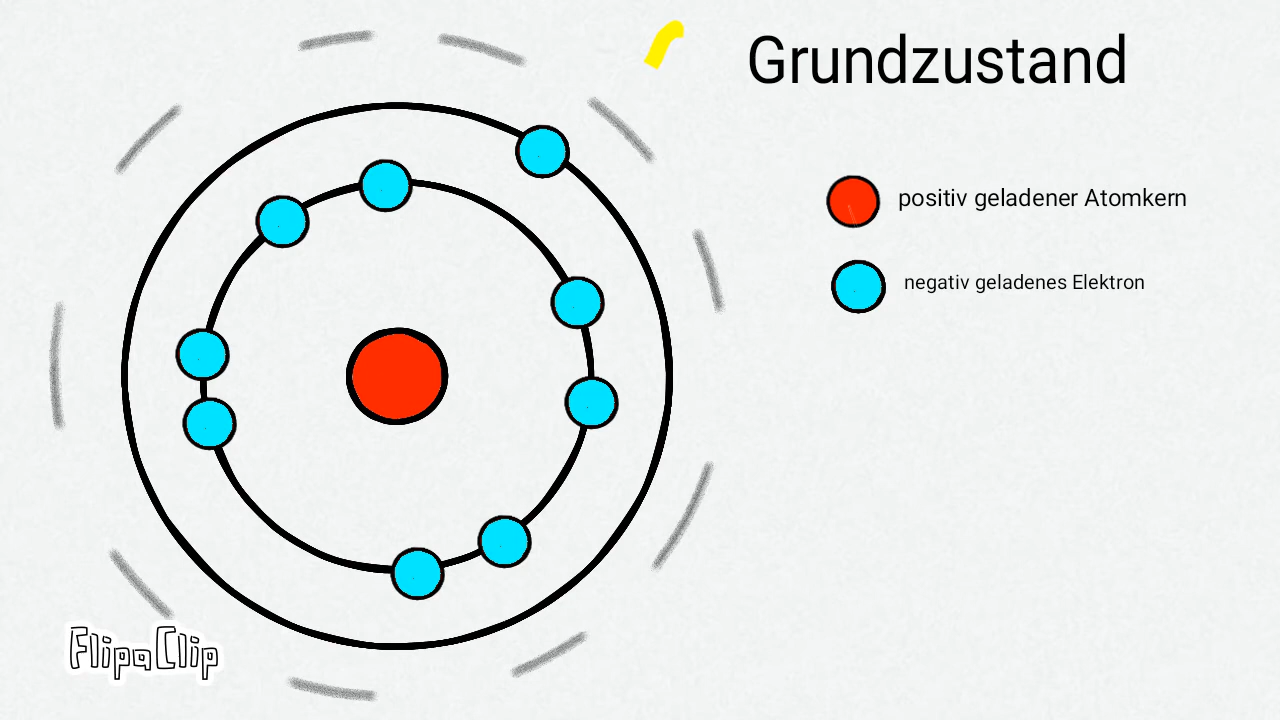 Grundzustand
positiv geladener Atomkern
negativ geladenes Elektron
FlipaClip